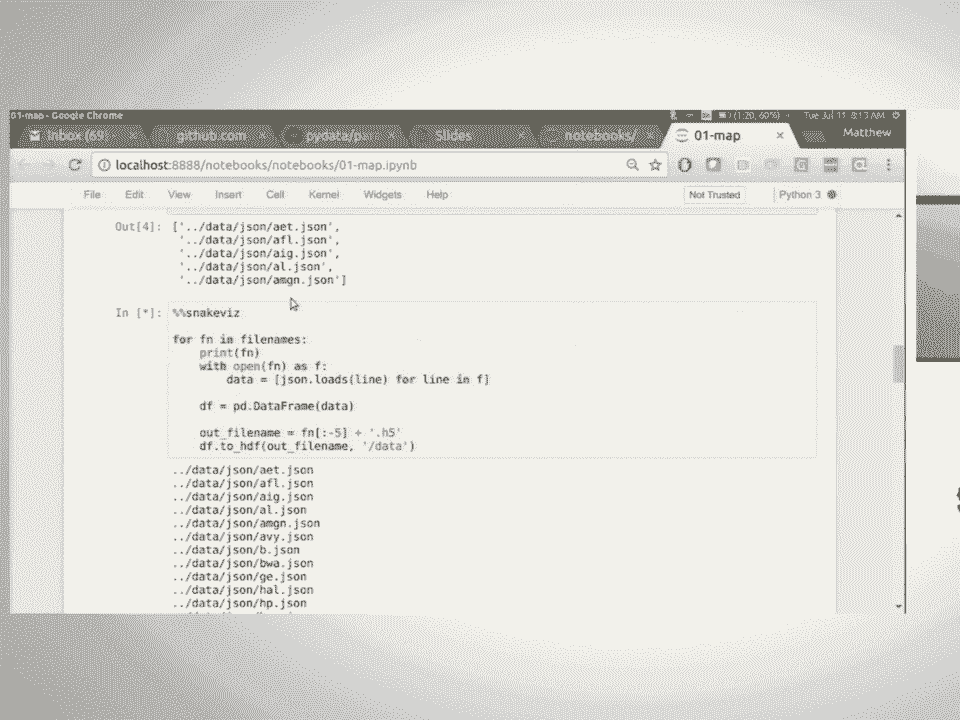 01-map - Google Chrome
(1:20, 60%) Tue Jul 11 8:13 AM
Inbox (69) github.com pydata/par Slides notebooks/ 01-map Matthew
localhost:8888/notebooks/notebooks/01-map.ipynb
File Edit View Insert Cell Kernel Widgets Help Not Trusted Python 3
Out[4]: ['../data/json/aet.json',
'../data/json/afl.json',
'../data/json/aig.json',
'../data/json/al.json',
'../data/json/amgn.json']
In [*]: %%snakeviz
for fn in filenames:
print(fn)
with open(fn) as f:
data = [json.loads(line) for line in f]
df = pd.DataFrame(data)
out_filename = fn[:-5] + '.h5'
df.to_hdf(out_filename, '/data')
../data/json/aet.json
../data/json/afl.json
../data/json/aig.json
../data/json/al.json
../data/json/amgn.json
../data/json/avy.json
../data/json/b.json
../data/json/bwa.json
../data/json/ge.json
../data/json/hal.json
../data/json/hp.json